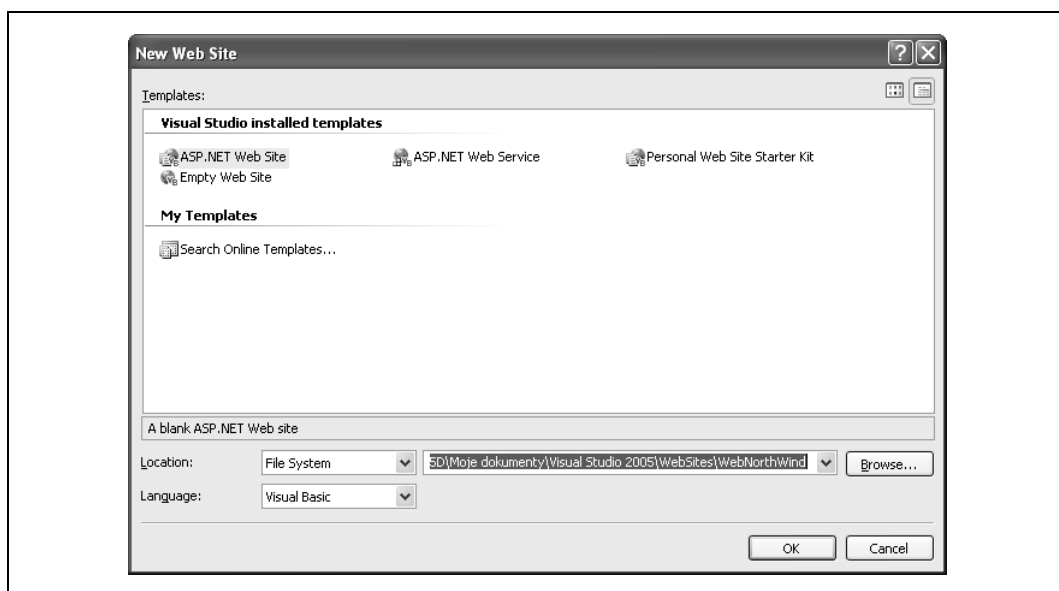 New Web Site
Templates:
Visual Studio installed templates
ASP.NET Web Site
ASP.NET Web Service
Personal Web Site Starter Kit
Empty Web Site
My Templates
Search Online Templates...
A blank ASP.NET Web site
Location:
File System
SD\Moje dokumenty\Visual Studio 2005\WebSites\WebNorthWind
Browse...
Language:
Visual Basic
OK
Cancel